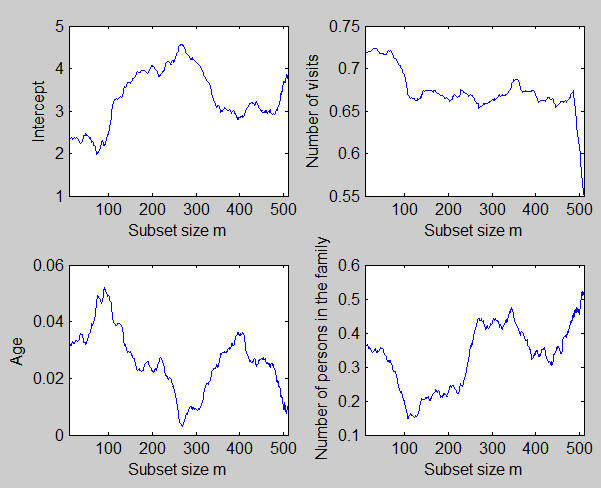 5
4
3
2
1
Intercept
100 200 300 400 500
Subset size m
0.75
0.7
0.65
0.6
0.55
Number of visits
100 200 300 400 500
Subset size m
0.06
0.04
0.02
0
Age
100 200 300 400 500
Subset size m
0.6
0.5
0.4
0.3
0.2
0.1
Number of persons in the family
100 200 300 400 500
Subset size m